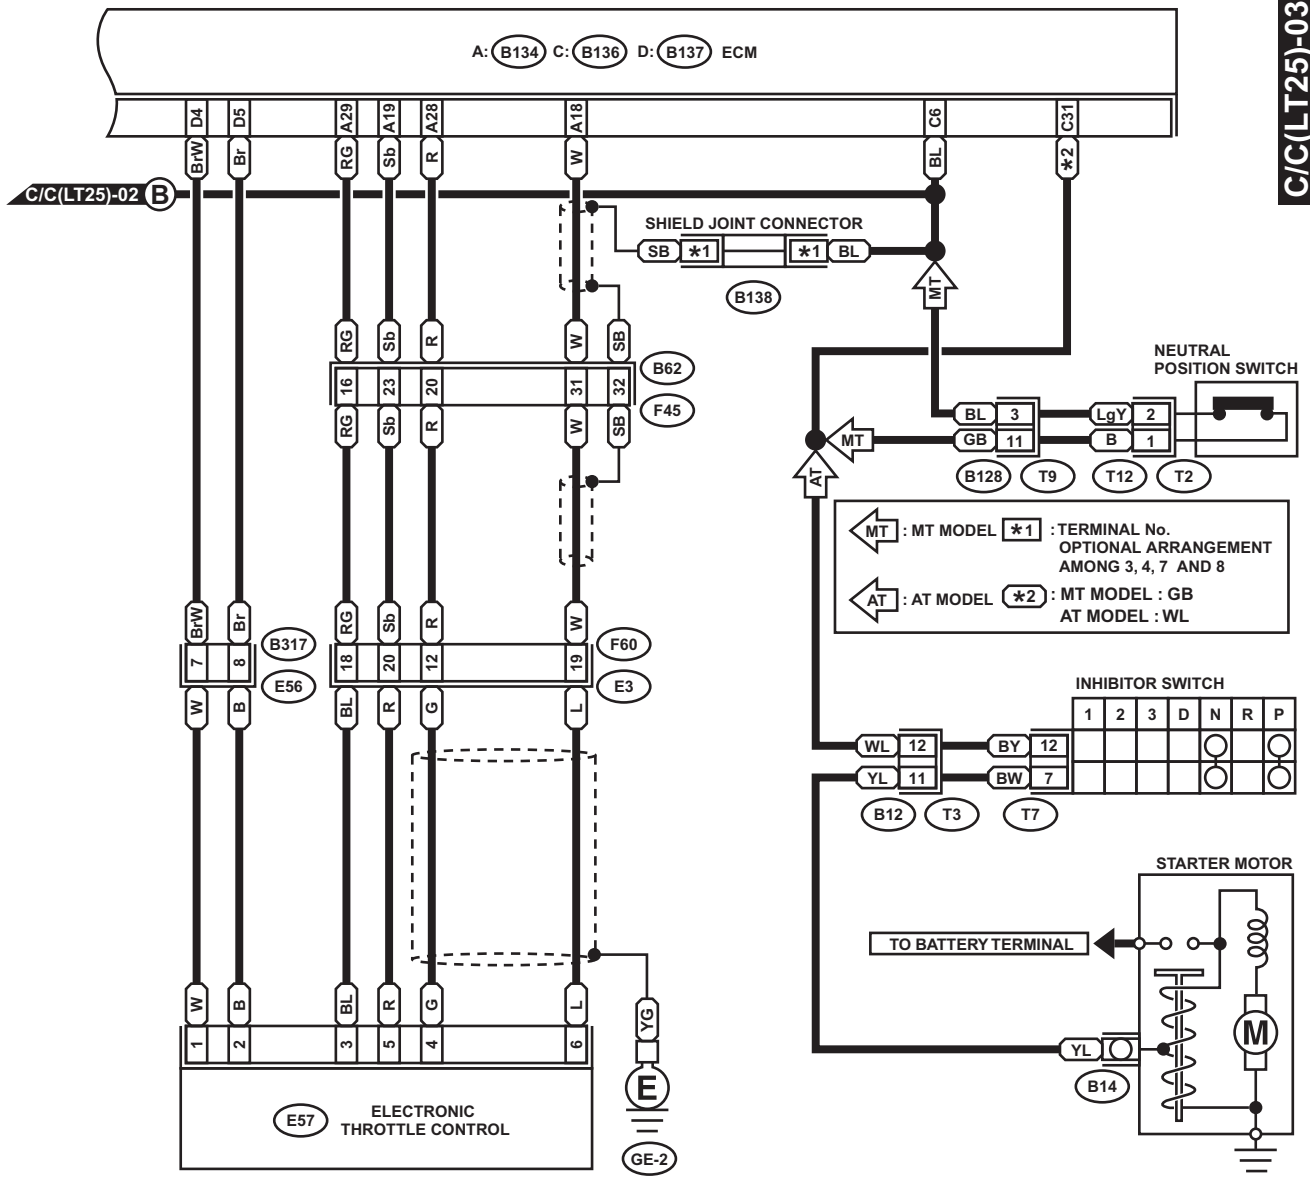 C/C(LT25)-03
A: B134 C: B136 D: B137 ECM
D4 D5 A29 A19 A28 A18 C6 C31
BrW Br RG Sb R W BL *2
C/C(LT25)-02 B
SHIELD JOINT CONNECTOR
SB *1 *1 BL
B138
MT
RG Sb R W SB
16 23 20 31 32
B62
F45
RG Sb R W SB
NEUTRAL
POSITION SWITCH
BL 3 LgY 2
MT GB 11 B 1
B128 T9 T12 T2
AT
MT : MT MODEL *1 : TERMINAL No.
OPTIONAL ARRANGEMENT
AMONG 3, 4, 7 AND 8
AT : AT MODEL *2 : MT MODEL : GB
AT MODEL : WL
BrW Br RG Sb R W
7 8 18 20 12 19
B317 F60
E56 E3
W B BL R G L
INHIBITOR SWITCH
1 2 3 D N R P
WL 12 BY 12
YL 11 BW 7
B12 T3 T7
STARTER MOTOR
TO BATTERY TERMINAL
M
YL
B14
W B BL R G L
1 2 3 5 4 6
YG
E
GE-2
E57 ELECTRONIC
THROTTLE CONTROL